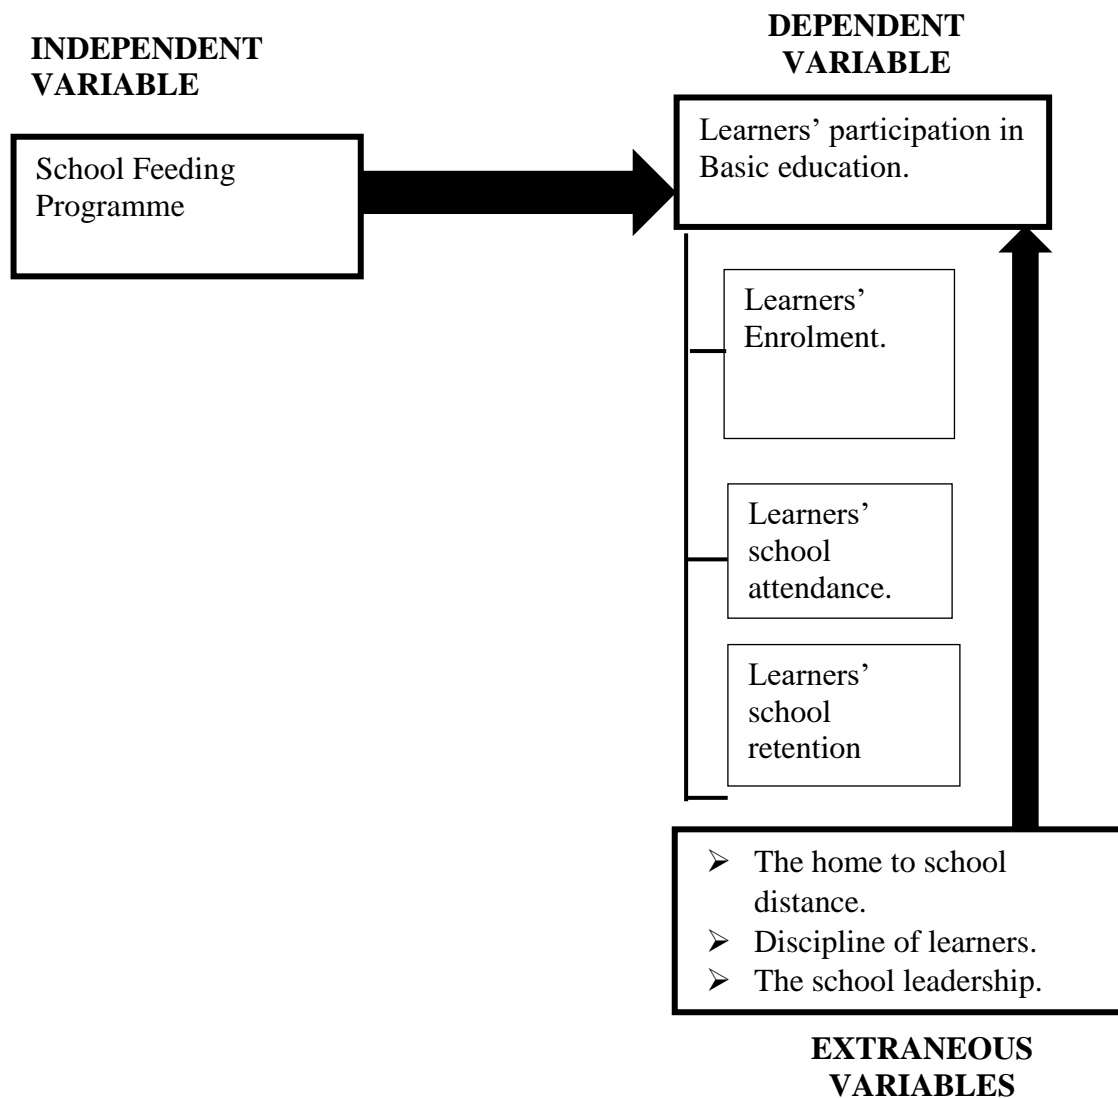 INDEPENDENT
VARIABLE
School Feeding
Programme
DEPENDENT
VARIABLE
Learners’ participation in
Basic education.
Learners’
Enrolment.
Learners’
school
attendance.
Learners’
school
retention
➢ The home to school
distance.
➢ Discipline of learners.
➢ The school leadership.
EXTRANEOUS
VARIABLES